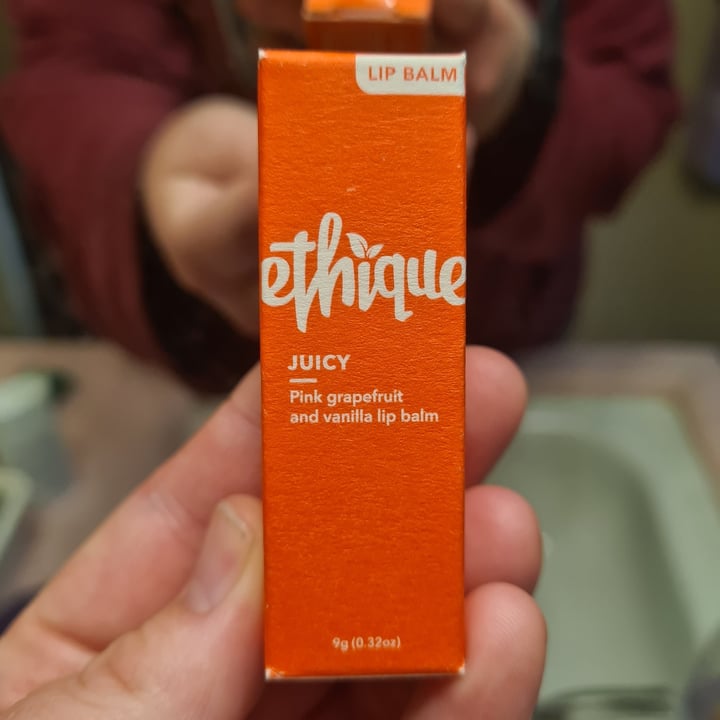 LIP BALM
ethique
JUICY
Pink grapefruit
and vanilla lip balm
9g (0.32oz)